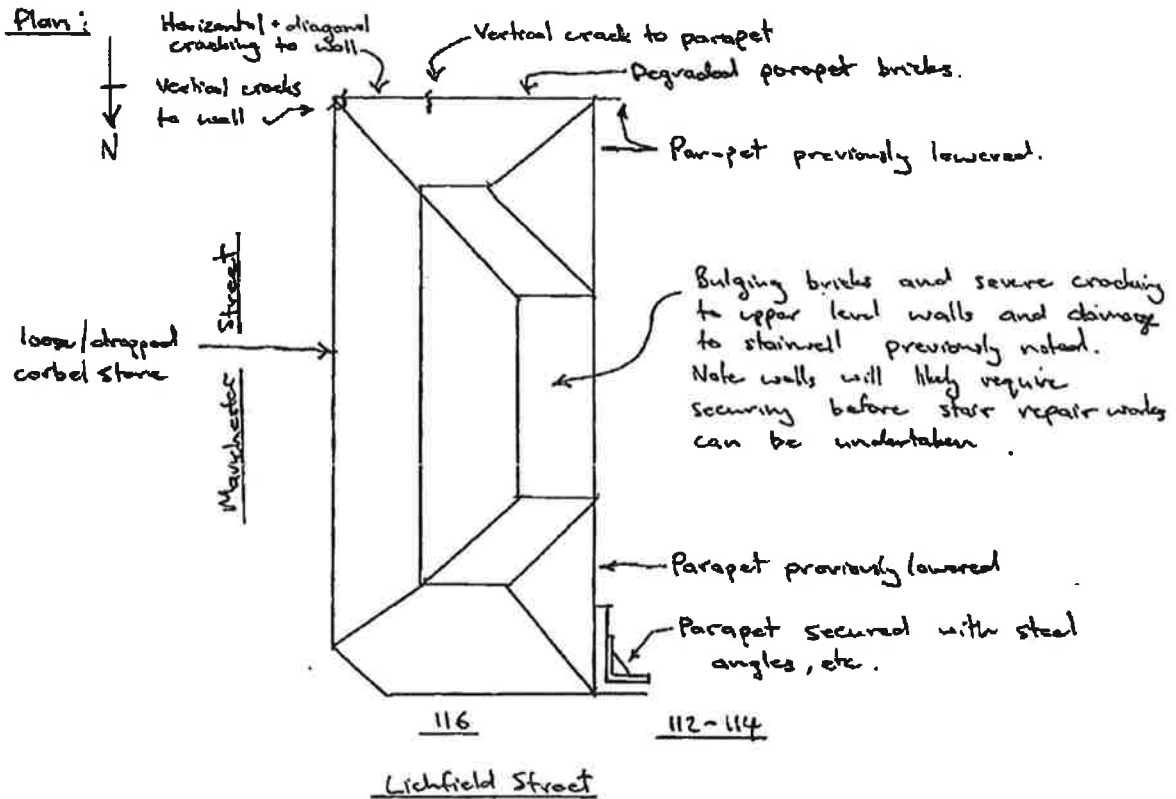 Plan:
N
Horizontal + diagonal
cracking to wall
Vertical crack to parapet
Degraded parapet bricks.
Vertical cracks
to wall
Parapet previously lowered.
Bulging bricks and severe cracking
to upper level walls and damage
to stairwell previously noted.
Note walls will likely require
securing before stair repair works
can be undertaken.
loose/dropped
corbel stone
Manchester Street
Parapet previously lowered
Parapet secured with steel
angles, etc.
116
112-114
Lichfield Street